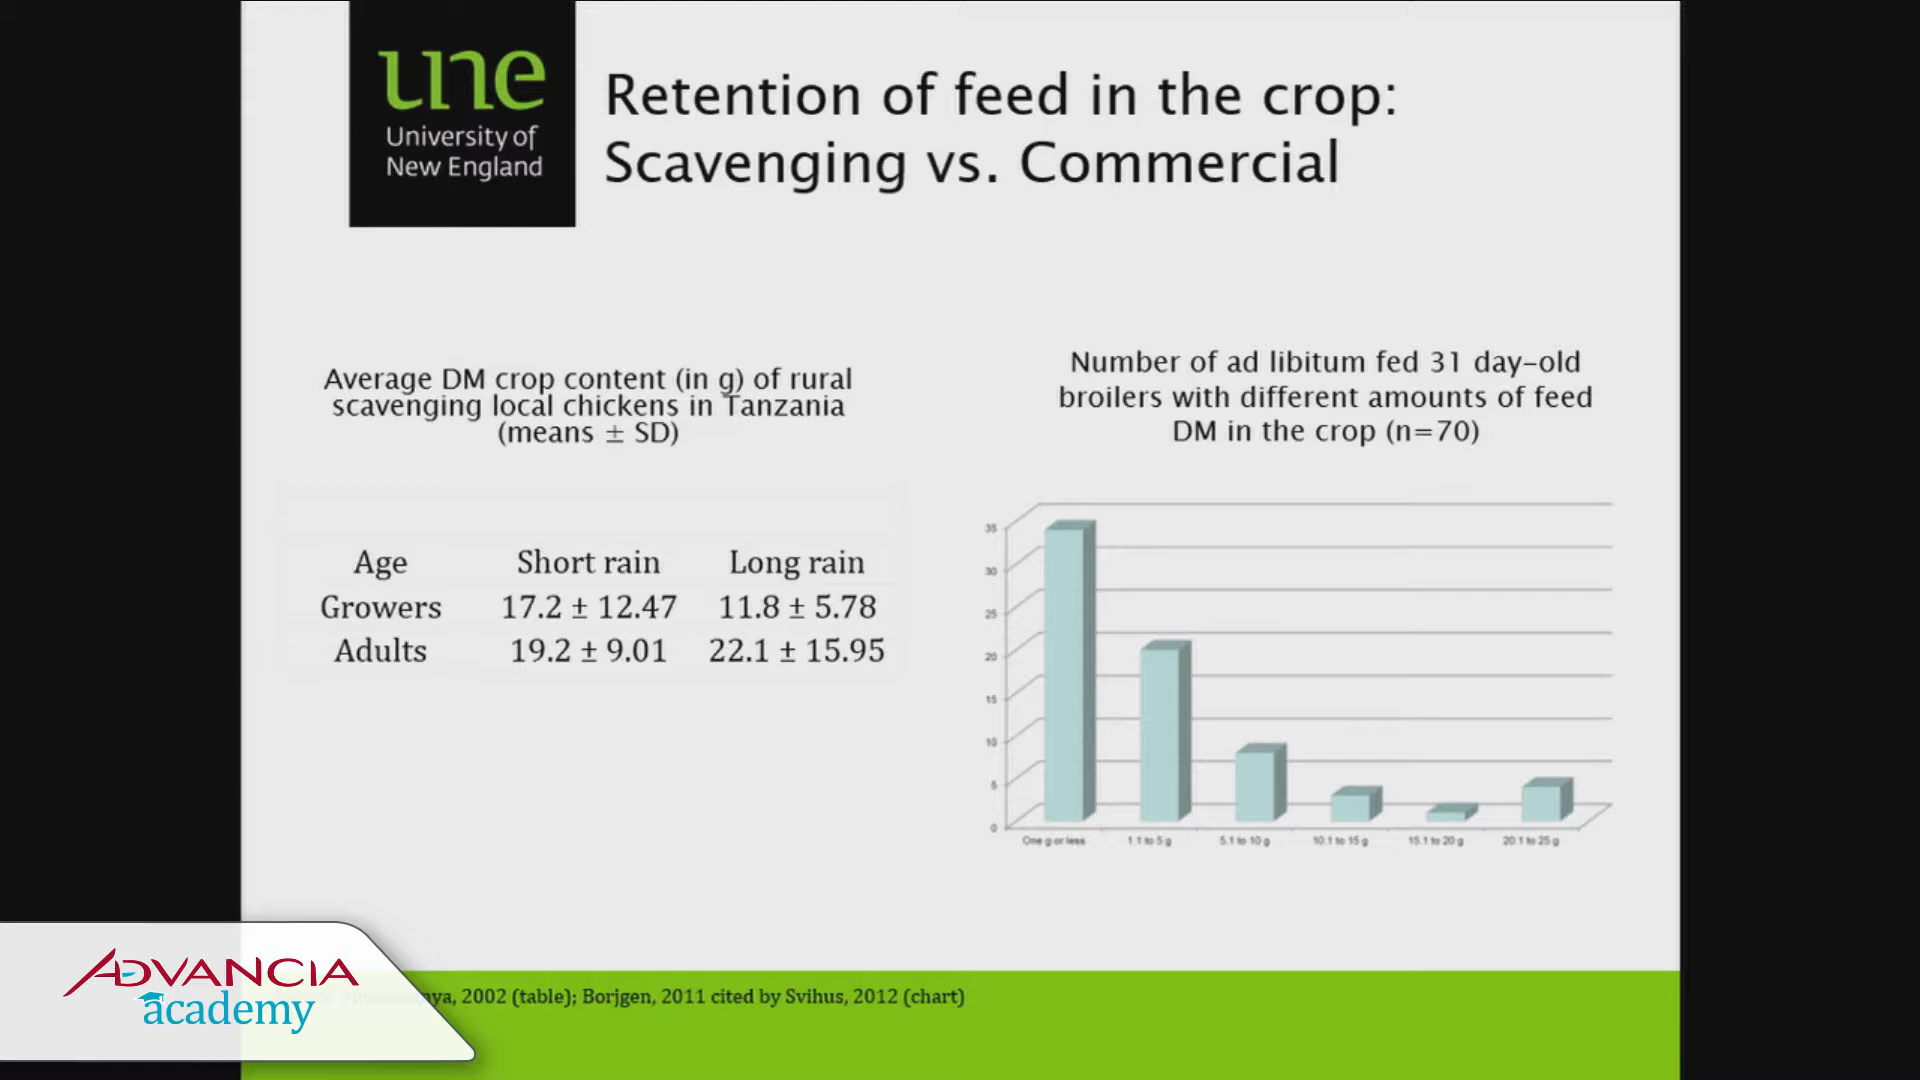 une
University of
New England
Retention of feed in the crop:
Scavenging vs. Commercial
Average DM crop content (in g) of rural
scavenging local chickens in Tanzania
(means ± SD)
Age Short rain Long rain
Growers 17.2 ± 12.47 11.8 ± 5.78
Adults 19.2 ± 9.01 22.1 ± 15.95
Number of ad libitum fed 31 day-old
broilers with different amounts of feed
DM in the crop (n=70)
35
30
25
20
15
10
5
0
One g or less 1.1 to 5 g 5.1 to 10 g 10.1 to 15 g 15.1 to 20 g 20.1 to 25 g
2002 (table); Borjgen, 2011 cited by Svihus, 2012 (chart)
ADVANCIA
academy